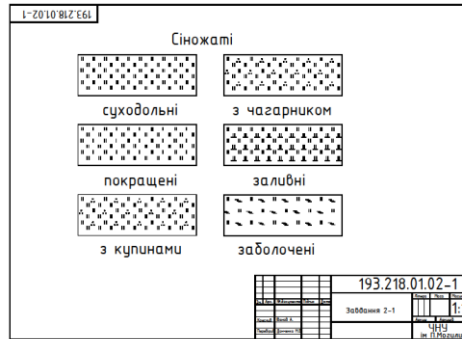 193.218.01.02-1
Сіножаті
суходольні
з чагарником
покращені
заливні
з купинами
заболочені
193.218.01.02-1
Завдання 2-1
1:
ЧНУ
ім П.Могили